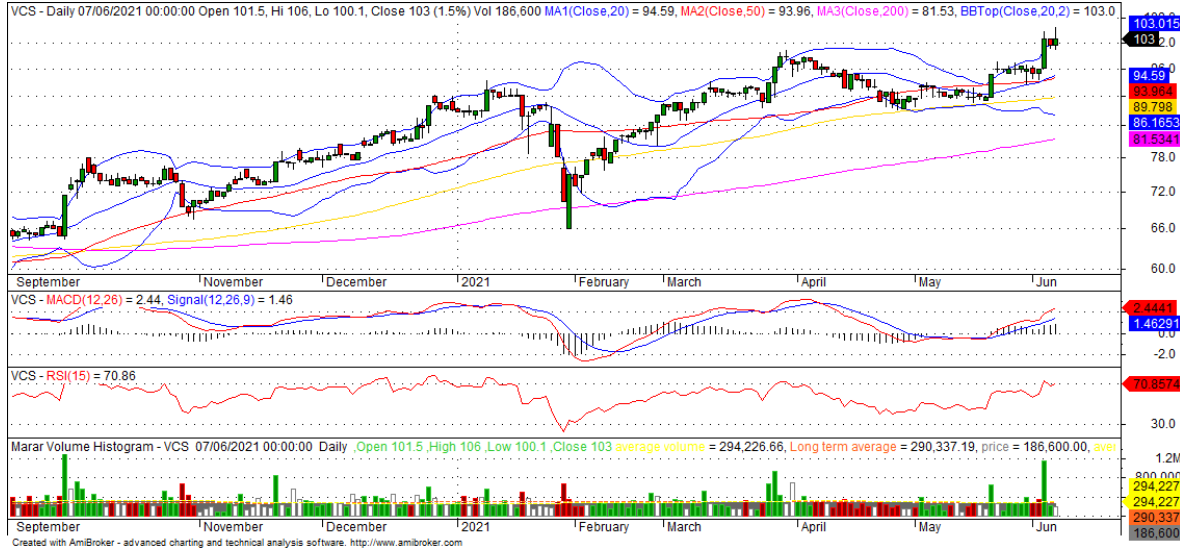 VCS - Daily 07/06/2021 00:00:00 Open 101.5, Hi 106, Lo 100.1, Close 103 (1.5%) Vol 186,600 MA1(Close,20) = 94.59, MA2(Close,50) = 93.96, MA3(Close,200) = 81.53, BBTop(Close,20,2) = 103.0
103.015
103
94.59
93.964
89.798
86.1653
81.5341
78.0
72.0
66.0
60.0
September November December 2021 February March April May Jun
VCS - MACD(12,26) = 2.44, Signal(12,26,9) = 1.46
2.4441
1.46291
-2.0
VCS - RSI(15) = 70.86
70.8574
30.0
Marar Volume Histogram - VCS 07/06/2021 00:00:00 Daily ,Open 101.5 ,High 106 ,Low 100.1 ,Close 103 average volume = 294,226.66, Long term average = 290,337.19, price = 186,600.00,
1.2M
800,000
294,227
294,227
290,337
186,600
September November December 2021 February March April May Jun
Created with AmiBroker - advanced charting and technical analysis software. http://www.amibroker.com